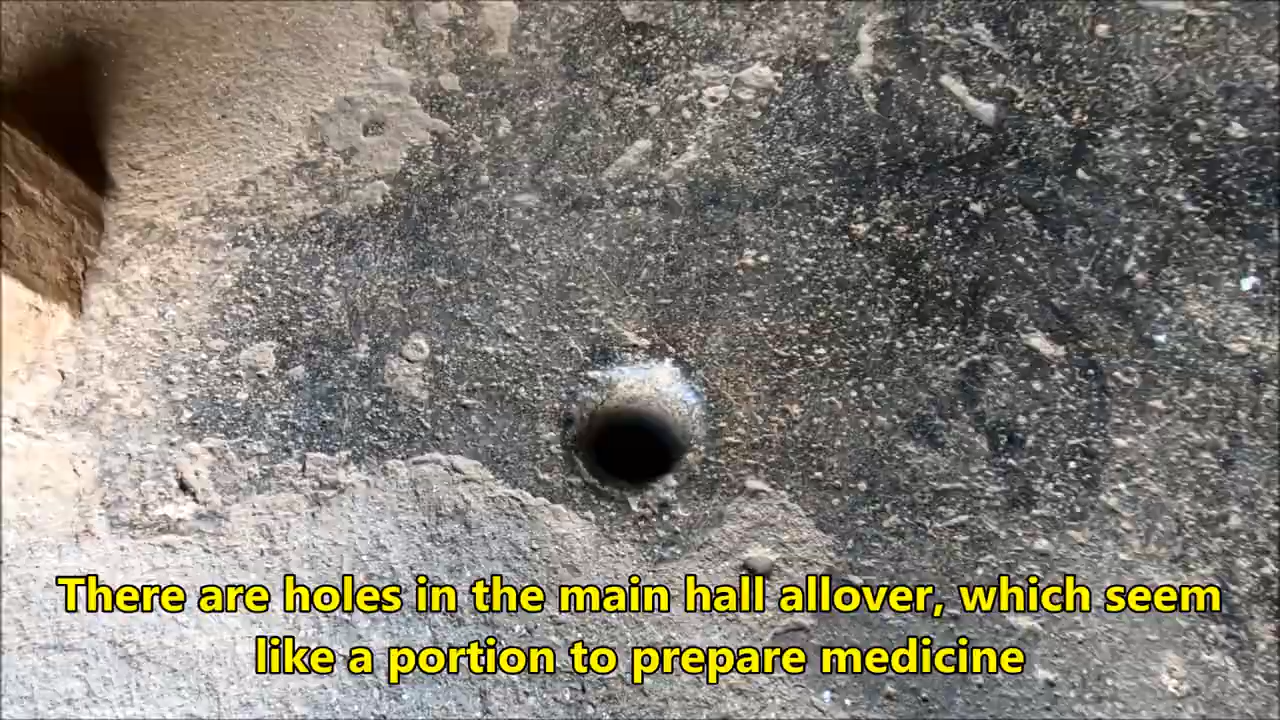 There are holes in the main hall allover, which seem
like a portion to prepare medicine